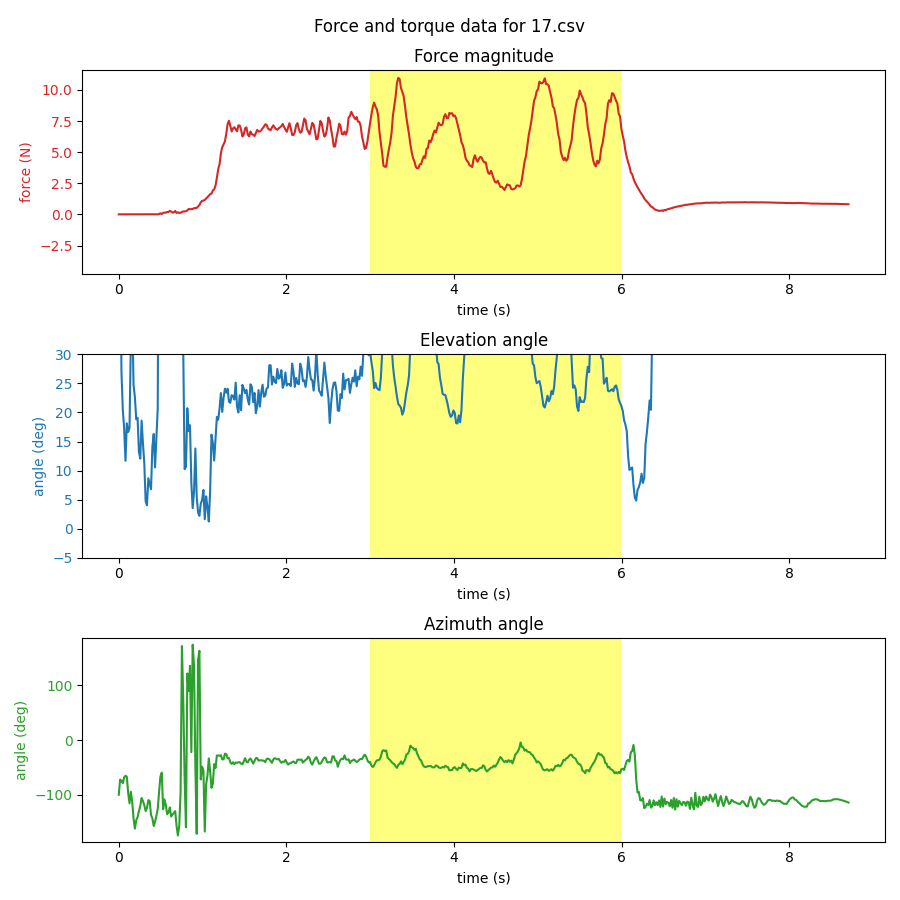 Force and torque data for 17.csv
Force magnitude
force (N)
10.0
7.5
5.0
2.5
0.0
−2.5
0 2 4 6 8
time (s)
Elevation angle
angle (deg)
30
25
20
15
10
5
0
−5
0 2 4 6 8
time (s)
Azimuth angle
angle (deg)
100
0
−100
0 2 4 6 8
time (s)